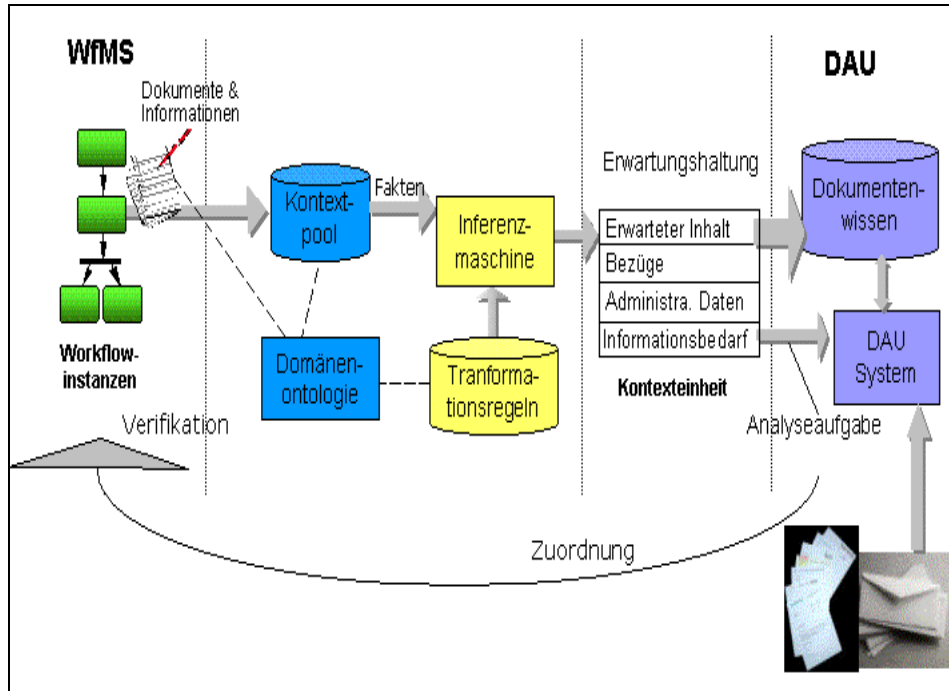 WfMS
DAU
Dokumente &
Informationen
Erwartungshaltung
Kontext-
pool
Fakten
Inferenz-
maschine
Erwarteter Inhalt
Bezüge
Administra. Daten
Informationsbedarf
Dokumenten-
wissen
Workflow-
instanzen
Domänen-
ontologie
Tranforma-
tionsregeln
Kontexteinheit
DAU
System
Verifikation
Analyseaufgabe
Zuordnung